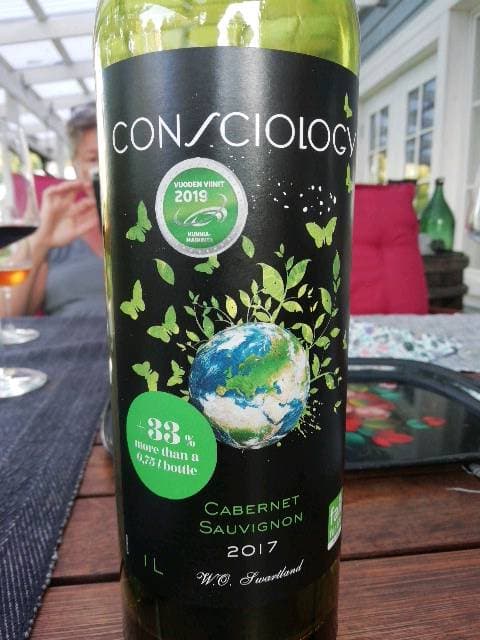 CONSCIOLOGY
VUODEN VIINIT
2019
KUNNIA-
MAININTA
+33%
more than a
0,75 l bottle
CABERNET
SAUVIGNON
2017
1 L
W.O. Swartland